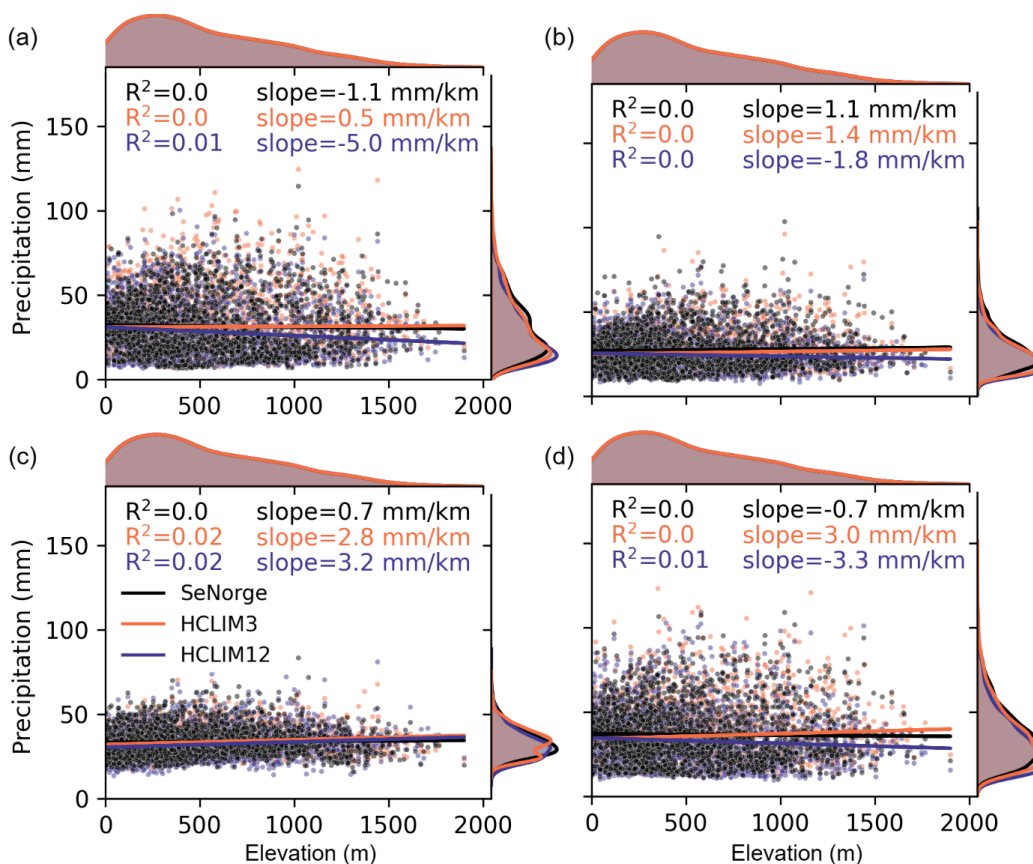 (a)
R²=0.0 slope=-1.1 mm/km
R²=0.0 slope=0.5 mm/km
R²=0.01 slope=-5.0 mm/km
150
100
50
0
Precipitation (mm)
0 500 1000 1500 2000
(b)
R²=0.0 slope=1.1 mm/km
R²=0.0 slope=1.4 mm/km
R²=0.0 slope=-1.8 mm/km
(c)
R²=0.0 slope=0.7 mm/km
R²=0.02 slope=2.8 mm/km
R²=0.02 slope=3.2 mm/km
SeNorge
HCLIM3
HCLIM12
150
100
50
0
Precipitation (mm)
0 500 1000 1500 2000
Elevation (m)
(d)
R²=0.0 slope=-0.7 mm/km
R²=0.0 slope=3.0 mm/km
R²=0.01 slope=-3.3 mm/km
0 500 1000 1500 2000
Elevation (m)